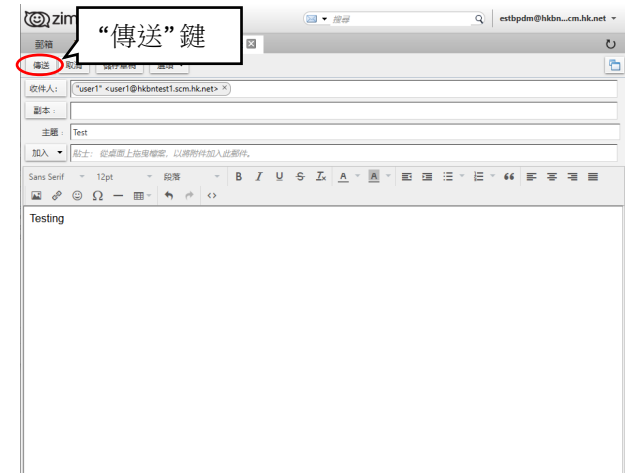 zim
搜尋
estbpdm@hkbn...cm.hk.net
“傳送”鍵
郵箱
傳送
儲存草稿
選項
收件人:
"user1" <user1@hkbntest1.scm.hk.net> ×
副本:
主題:
Test
加入
貼士: 從桌面上拖曳檔案，以將附件加入此郵件。
Sans Serif 12pt 段落 B I U S Tx A A “
Ω — <>
Testing